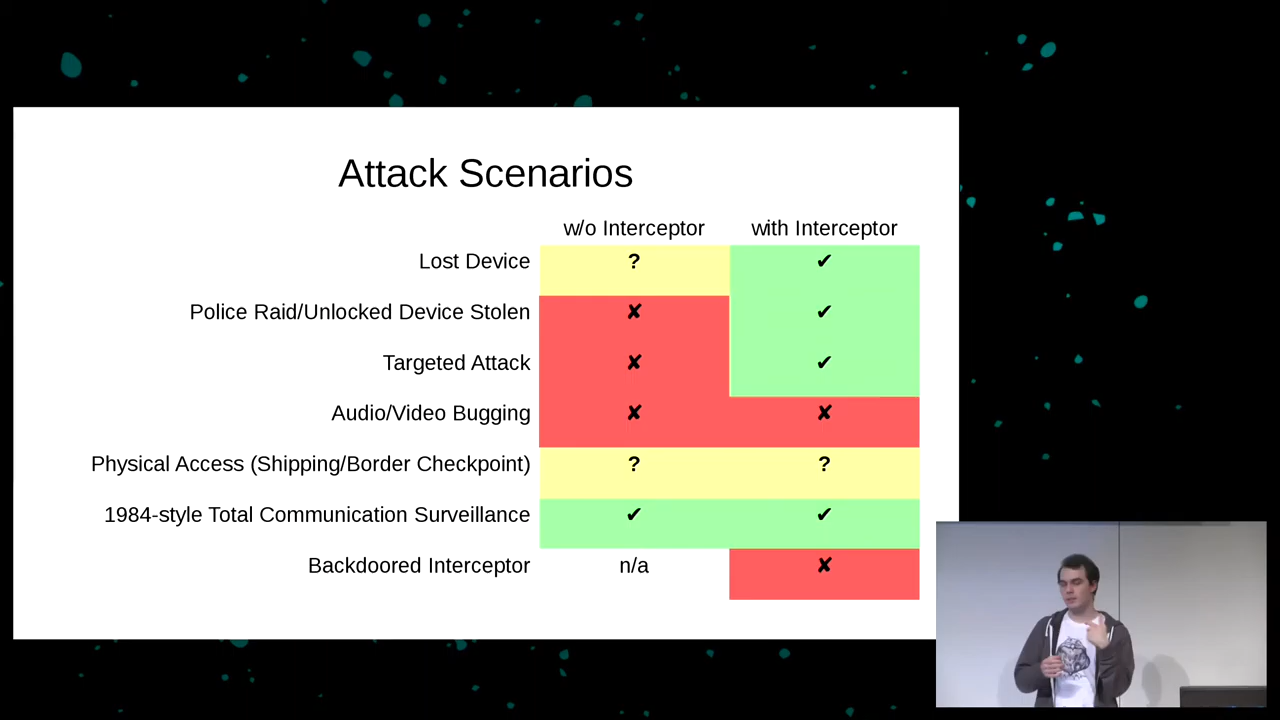 Attack Scenarios
w/o Interceptor with Interceptor
Lost Device ? ✔
Police Raid/Unlocked Device Stolen ✘ ✔
Targeted Attack ✘ ✔
Audio/Video Bugging ✘ ✘
Physical Access (Shipping/Border Checkpoint) ? ?
1984-style Total Communication Surveillance ✔ ✔
Backdoored Interceptor n/a ✘